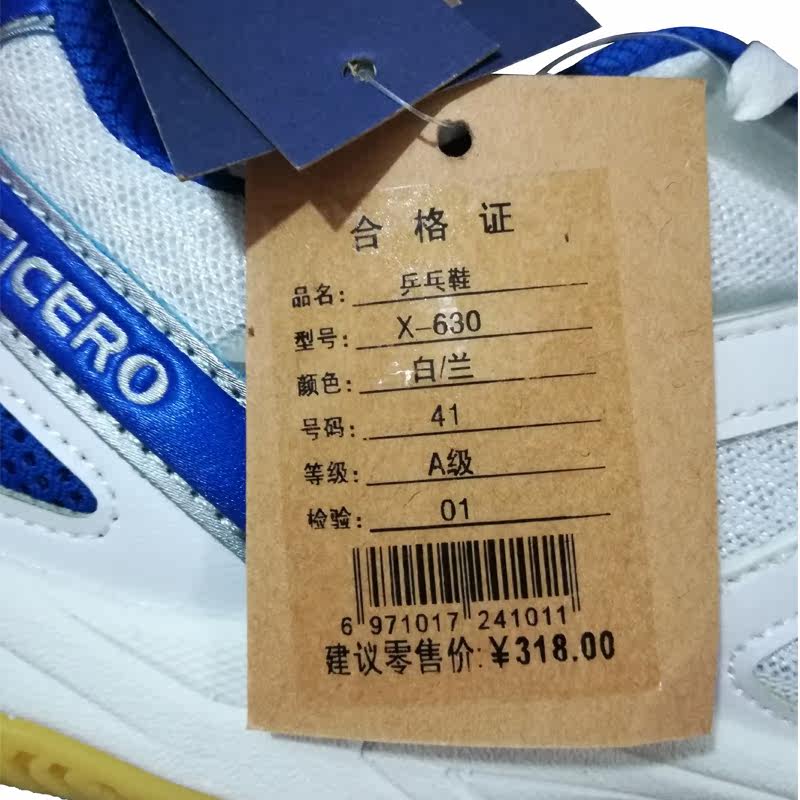 合格证
品名: 乒乓鞋
型号: X-630
颜色: 白/兰
号码: 41
等级: A级
检验: 01
6 971017 241011
建议零售价:¥318.00
ICERO